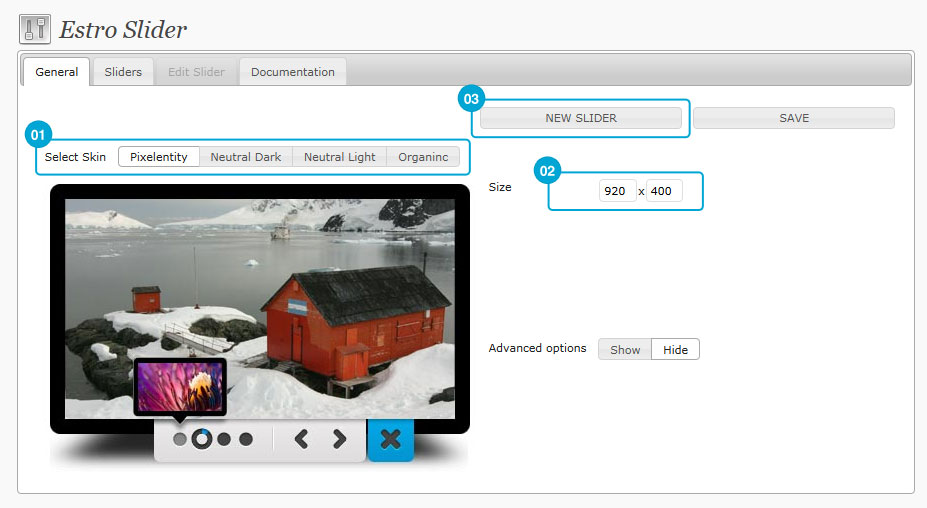 Estro Slider
General Sliders Edit Slider Documentation
03
NEW SLIDER SAVE
01
Select Skin Pixelentity Neutral Dark Neutral Light Organinc
02
Size 920 x 400
Advanced options Show Hide